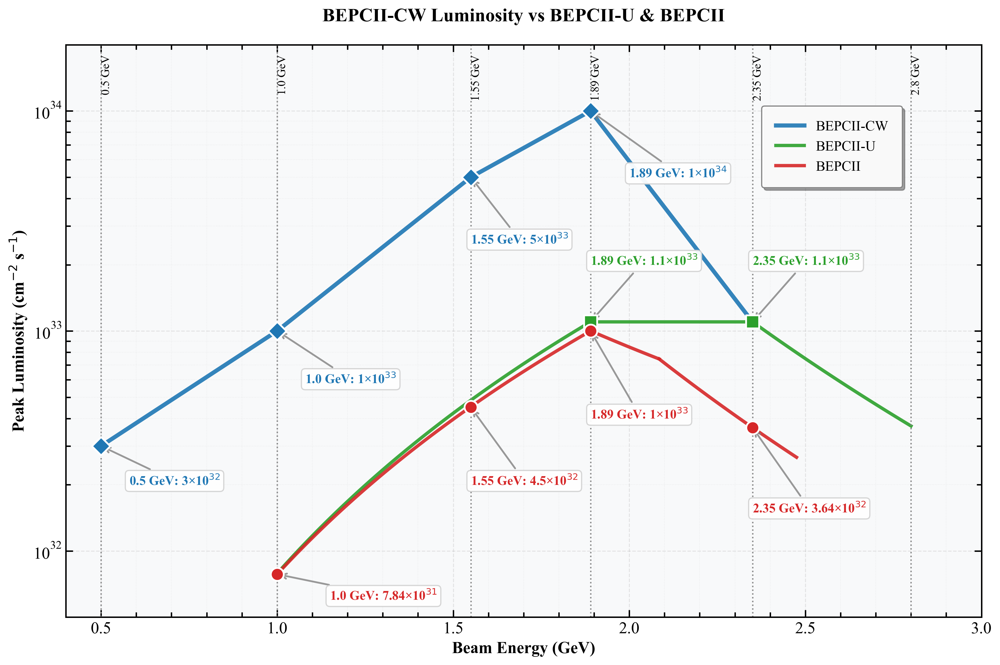 BEPCII-CW Luminosity vs BEPCII-U & BEPCII
0.5 GeV
1.0 GeV
1.55 GeV
1.89 GeV
2.35 GeV
2.8 GeV
BEPCII-CW
BEPCII-U
BEPCII
10^34
10^33
10^32
Peak Luminosity (cm^−2 s^−1)
1.89 GeV: 1×10^34
1.55 GeV: 5×10^33
1.89 GeV: 1.1×10^33
2.35 GeV: 1.1×10^33
1.0 GeV: 1×10^33
1.89 GeV: 1×10^33
0.5 GeV: 3×10^32
1.55 GeV: 4.5×10^32
2.35 GeV: 3.64×10^32
1.0 GeV: 7.84×10^31
0.5 1.0 1.5 2.0 2.5 3.0
Beam Energy (GeV)